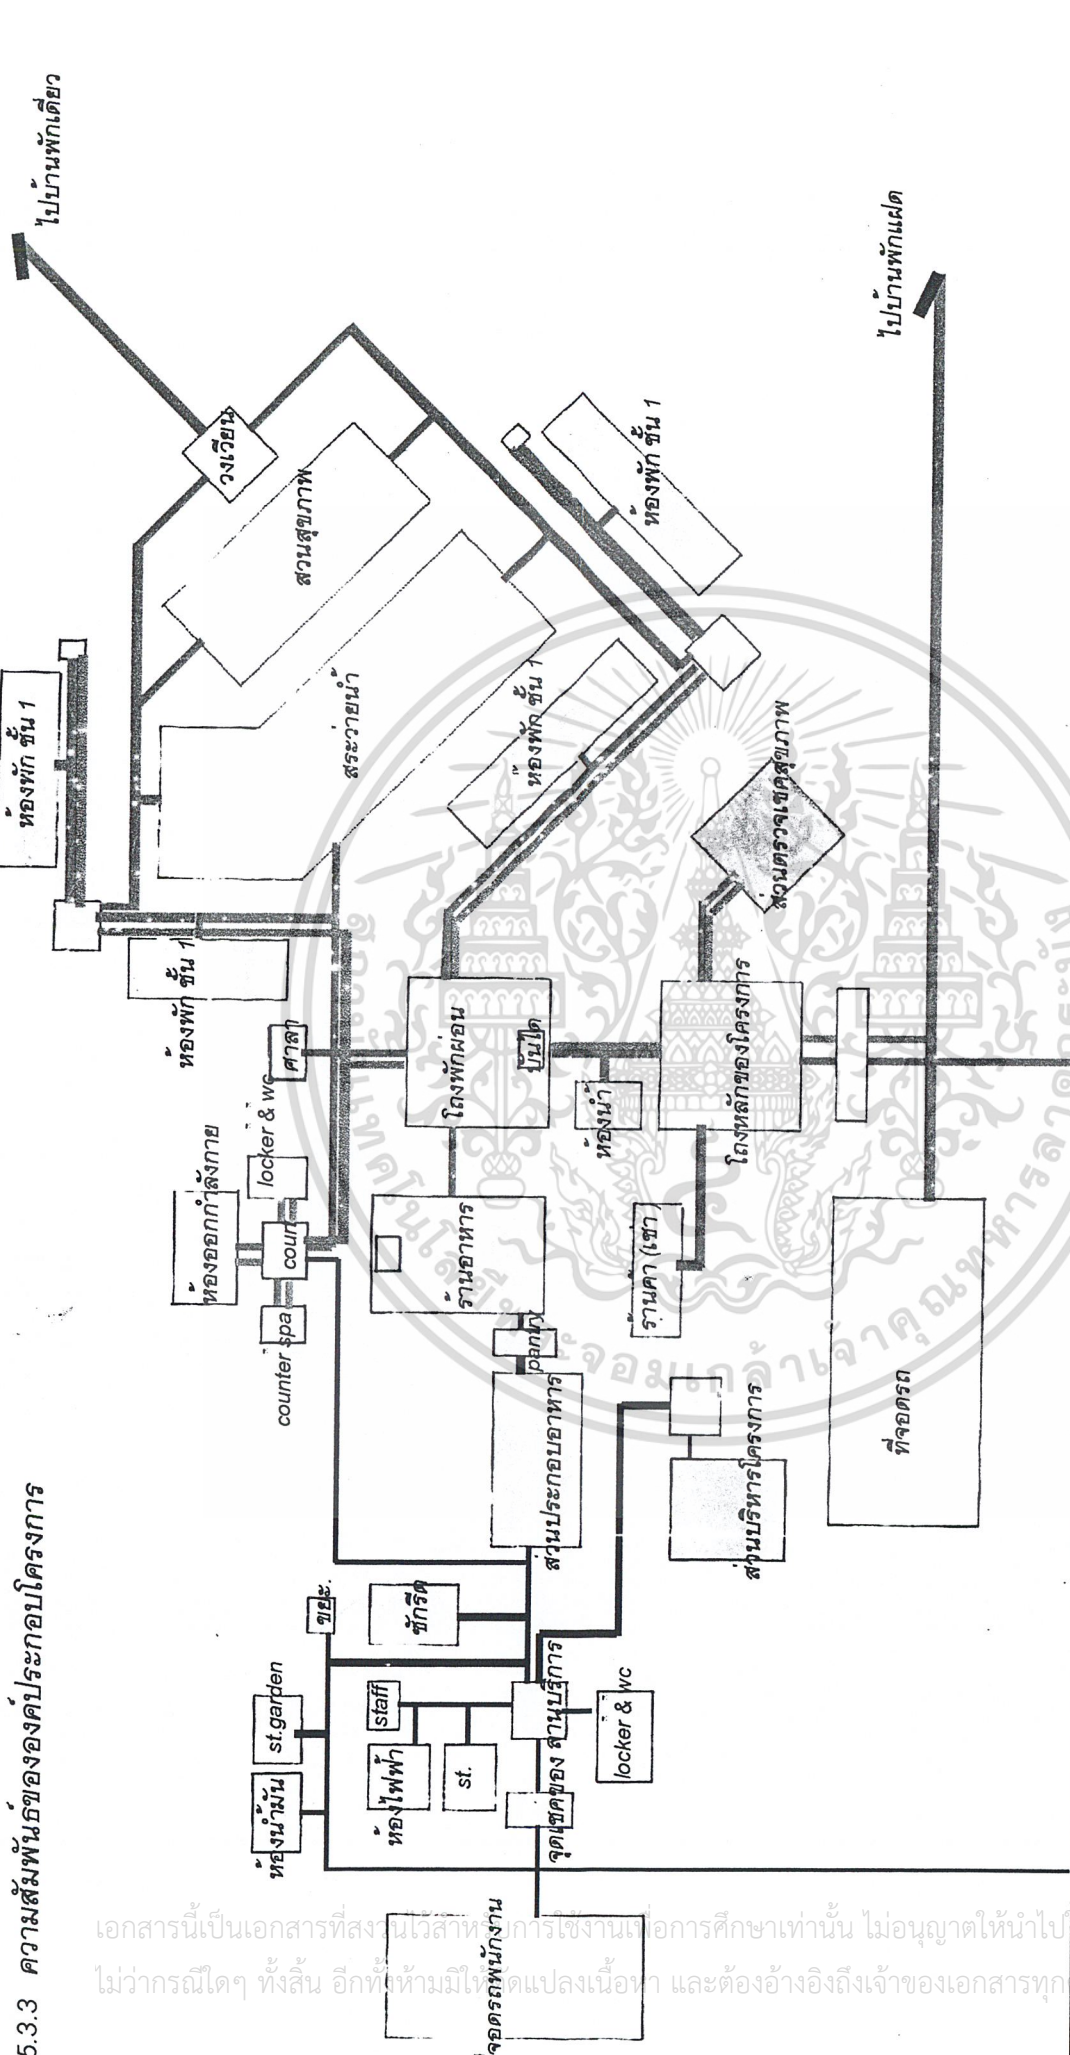 5.3.3 ความสัมพันธ์ขององค์ประกอบโครงการ
ไปบ้านพักเดี่ยว
วงเวียน
สวนสุขภาพ
ห้องพัก ชั้น 1
ไปบ้านพักแฝด
ห้องพัก ชั้น 1
สระว่ายน้ำ
ห้องพัก ชั้น 1
ส่วนตรวจเชคสุขภาพ
ห้องพัก ชั้น 1
ศาลา
โถงพักผ่อน
บันได
ห้องน้ำ
โถงหลักของโครงการ
ห้องออกกำลังกาย
locker & wc
coun
counter spa
ร้านอาหาร
ร้านค้า (เช่า)
pantry
ส่วนประกอบอาหาร
ส่วนบริหารโครงการ
ที่จอดรถ
ขยะ.
ซักรีด
st.garden
staff
ห้องน้ำมัน
ห้องไฟฟ้า
st.
จุดเชคของ
ลานบริการ
locker & wc
จอดรถพนักงาน
เอกสารนี้เป็นเอกสารที่สงวนไว้สำหรับการใช้งานเพื่อการศึกษาเท่านั้น ไม่อนุญาตให้นำไป
ไม่ว่ากรณีใดๆ ทั้งสิ้น อีกทั้งห้ามมิให้ดัดแปลงเนื้อหา และต้องอ้างอิงถึงเจ้าของเอกสารทุก